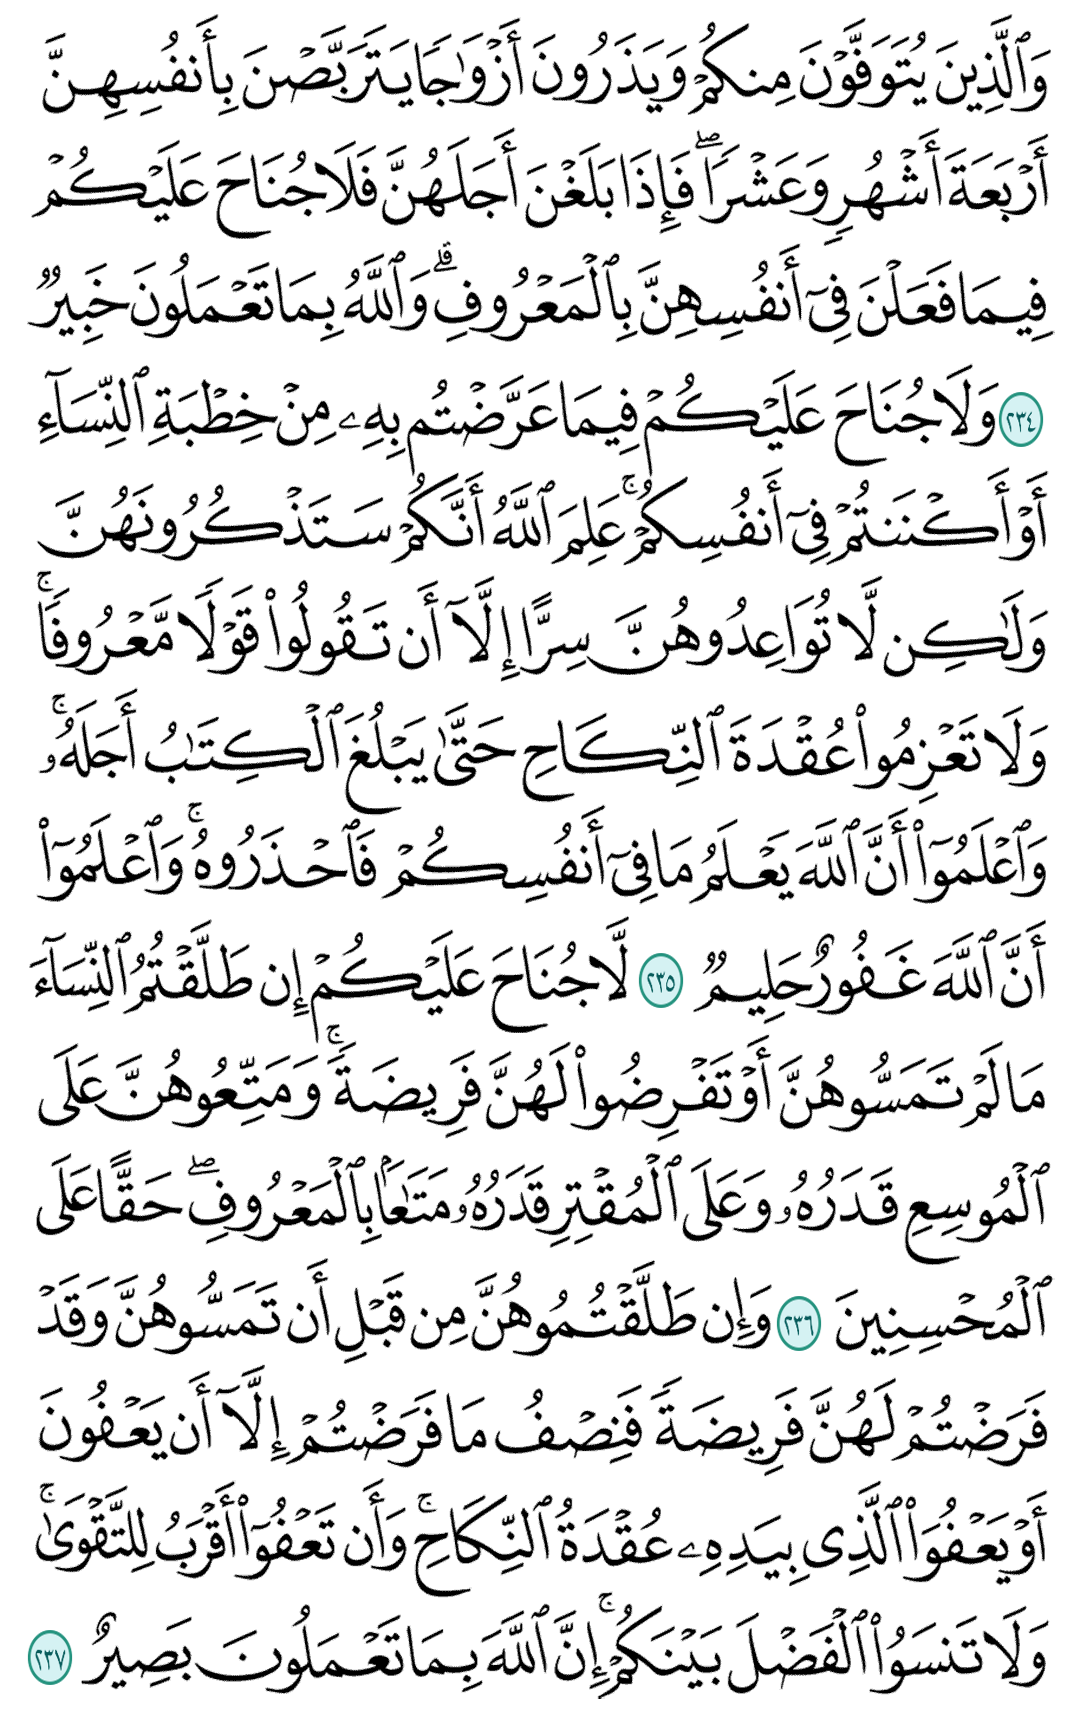 وَٱلَّذِينَ يُتَوَفَّوۡنَ مِنكُمۡ وَيَذَرُونَ أَزۡوَٰجٗا يَتَرَبَّصۡنَ بِأَنفُسِهِنَّ
أَرۡبَعَةَ أَشۡهُرٖ وَعَشۡرٗاۖ فَإِذَا بَلَغۡنَ أَجَلَهُنَّ فَلَا جُنَاحَ عَلَيۡكُمۡ
فِيمَا فَعَلۡنَ فِيٓ أَنفُسِهِنَّ بِٱلۡمَعۡرُوفِۗ وَٱللَّهُ بِمَا تَعۡمَلُونَ خَبِيرٞ
٢٣٤ وَلَا جُنَاحَ عَلَيۡكُمۡ فِيمَا عَرَّضۡتُم بِهِۦ مِنۡ خِطۡبَةِ ٱلنِّسَآءِ
أَوۡ أَكۡنَنتُمۡ فِيٓ أَنفُسِكُمۡۚ عَلِمَ ٱللَّهُ أَنَّكُمۡ سَتَذۡكُرُونَهُنَّ
وَلَٰكِن لَّا تُوَاعِدُوهُنَّ سِرًّا إِلَّآ أَن تَقُولُواْ قَوۡلٗا مَّعۡرُوفٗاۚ
وَلَا تَعۡزِمُواْ عُقۡدَةَ ٱلنِّكَاحِ حَتَّىٰ يَبۡلُغَ ٱلۡكِتَٰبُ أَجَلَهُۥۚ
وَٱعۡلَمُوٓاْ أَنَّ ٱللَّهَ يَعۡلَمُ مَا فِيٓ أَنفُسِكُمۡ فَٱحۡذَرُوهُۚ وَٱعۡلَمُوٓاْ
أَنَّ ٱللَّهَ غَفُورٌ حَلِيمٞ ٢٣٥ لَّا جُنَاحَ عَلَيۡكُمۡ إِن طَلَّقۡتُمُ ٱلنِّسَآءَ
مَا لَمۡ تَمَسُّوهُنَّ أَوۡ تَفۡرِضُواْ لَهُنَّ فَرِيضَةٗۚ وَمَتِّعُوهُنَّ عَلَى
ٱلۡمُوسِعِ قَدَرُهُۥ وَعَلَى ٱلۡمُقۡتِرِ قَدَرُهُۥ مَتَٰعَۢا بِٱلۡمَعۡرُوفِۖ حَقًّا عَلَى
ٱلۡمُحۡسِنِينَ ٢٣٦ وَإِن طَلَّقۡتُمُوهُنَّ مِن قَبۡلِ أَن تَمَسُّوهُنَّ وَقَدۡ
فَرَضۡتُمۡ لَهُنَّ فَرِيضَةٗ فَنِصۡفُ مَا فَرَضۡتُمۡ إِلَّآ أَن يَعۡفُونَ
أَوۡ يَعۡفُوَاْ ٱلَّذِي بِيَدِهِۦ عُقۡدَةُ ٱلنِّكَاحِۚ وَأَن تَعۡفُوٓاْ أَقۡرَبُ لِلتَّقۡوَىٰۚ
وَلَا تَنسَوُاْ ٱلۡفَضۡلَ بَيۡنَكُمۡۚ إِنَّ ٱللَّهَ بِمَا تَعۡمَلُونَ بَصِيرٌ ٢٣٧